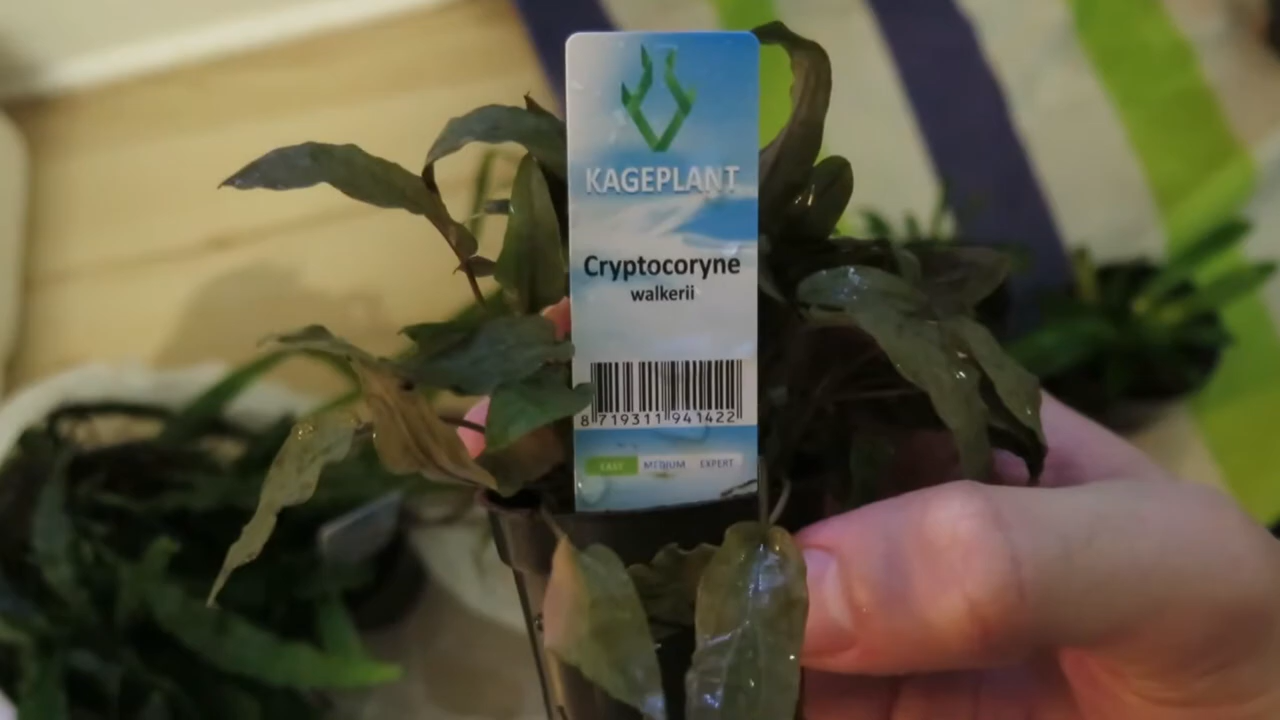 KAGEPLANT
Cryptocoryne
walkerii
8 719311 941422
EASY MEDIUM EXPERT